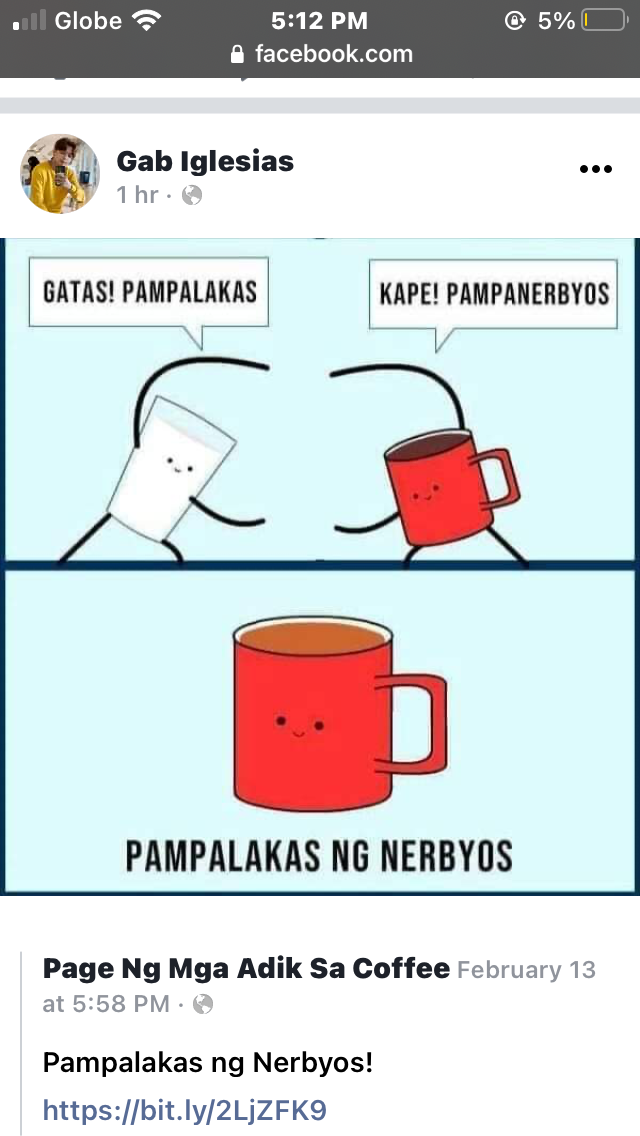 Globe 5:12 PM 5%
facebook.com
Gab Iglesias
1 hr ·
GATAS! PAMPALAKAS
KAPE! PAMPANERBYOS
PAMPALAKAS NG NERBYOS
Page Ng Mga Adik Sa Coffee February 13
at 5:58 PM ·
Pampalakas ng Nerbyos!
https://bit.ly/2LjZFK9